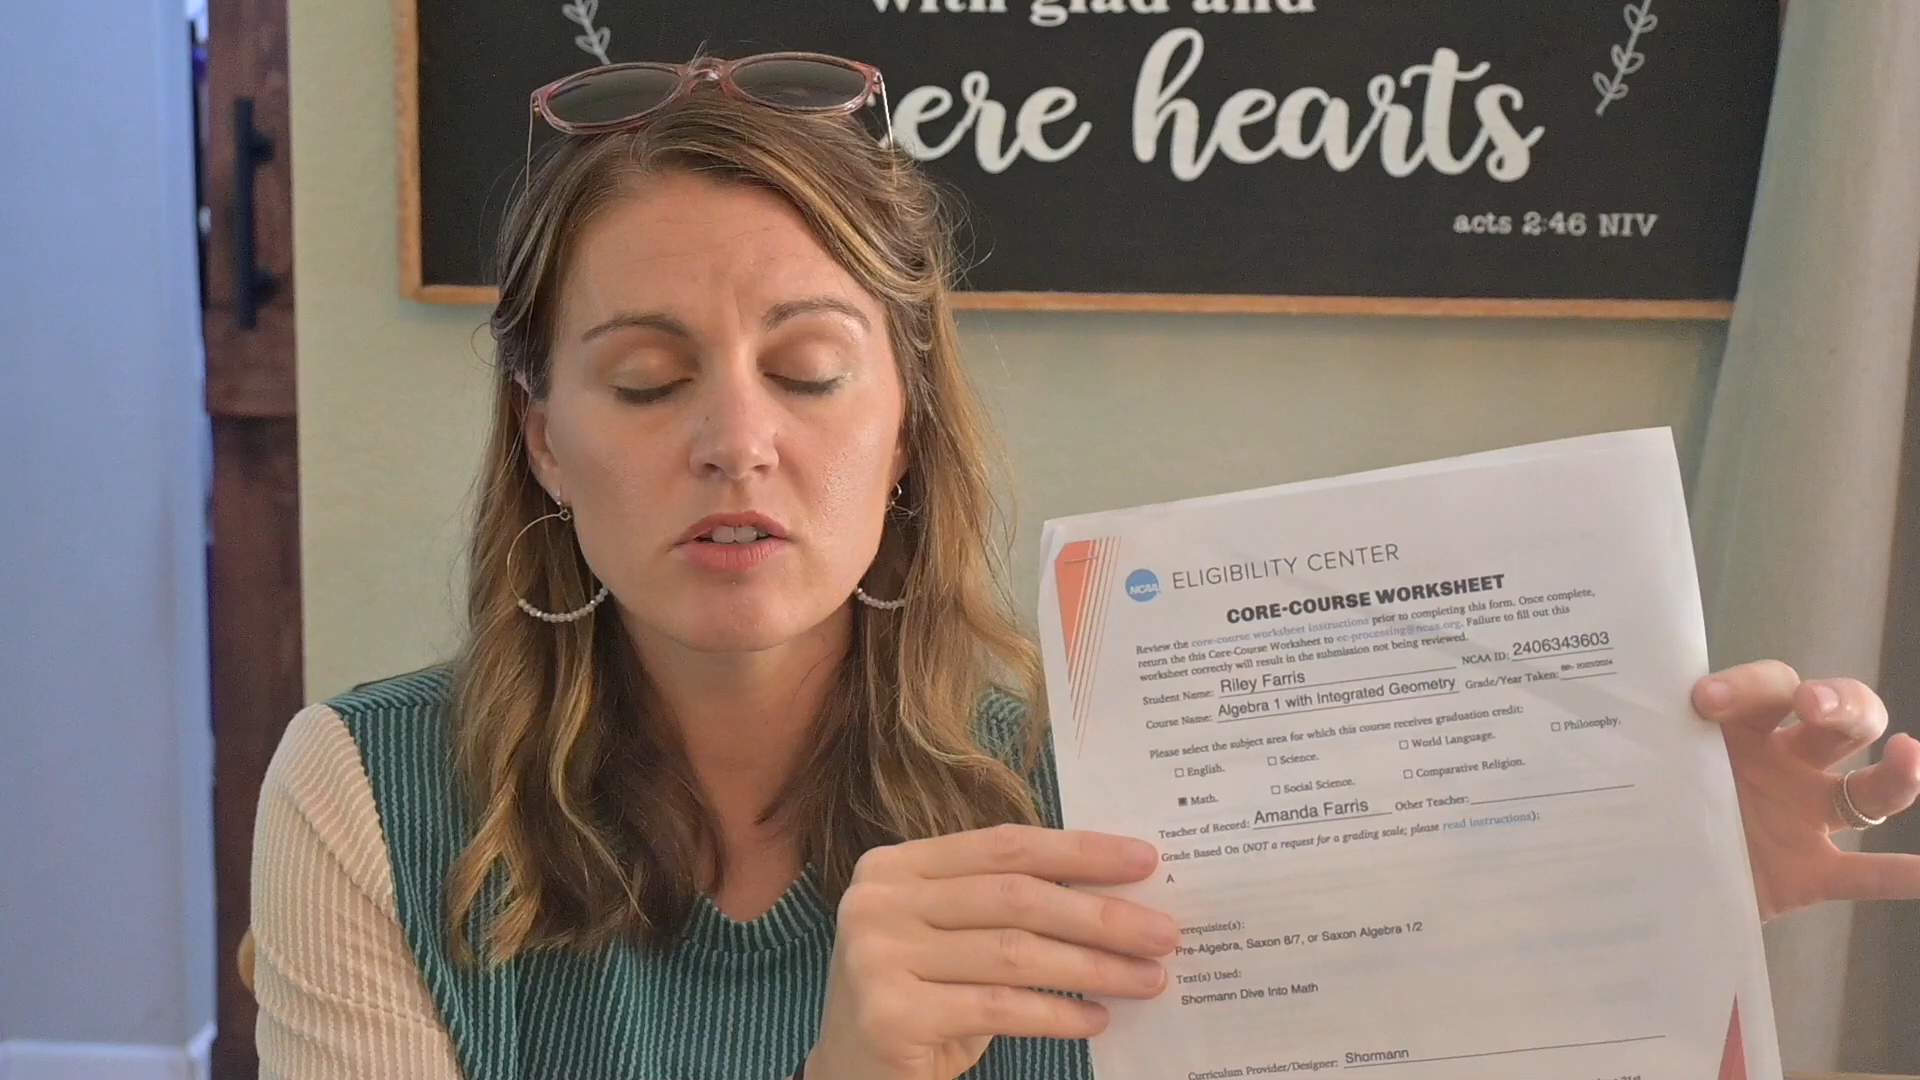 with glad and
ere hearts
acts 2:46 NIV
NCAA ELIGIBILITY CENTER
CORE-COURSE WORKSHEET
Review the core-course worksheet instructions prior to completing this form. Once complete,
return the this Core-Course Worksheet to ec-processing@ncaa.org. Failure to fill out this
worksheet correctly will result in the submission not being reviewed.
Student Name: Riley Farris NCAA ID: 2406343603
Course Name: Algebra 1 with Integrated Geometry Grade/Year Taken:
Please select the subject area for which this course receives graduation credit:
English. Science. World Language. Philosophy.
Math. Social Science. Comparative Religion.
Teacher of Record: Amanda Farris Other Teacher:
Grade Based On (NOT a request for a grading scale; please read instructions):
A
erequisite(s):
Pre-Algebra, Saxon 8/7, or Saxon Algebra 1/2
Text(s) Used:
Shormann Dive Into Math
Curriculum Provider/Designer: Shormann